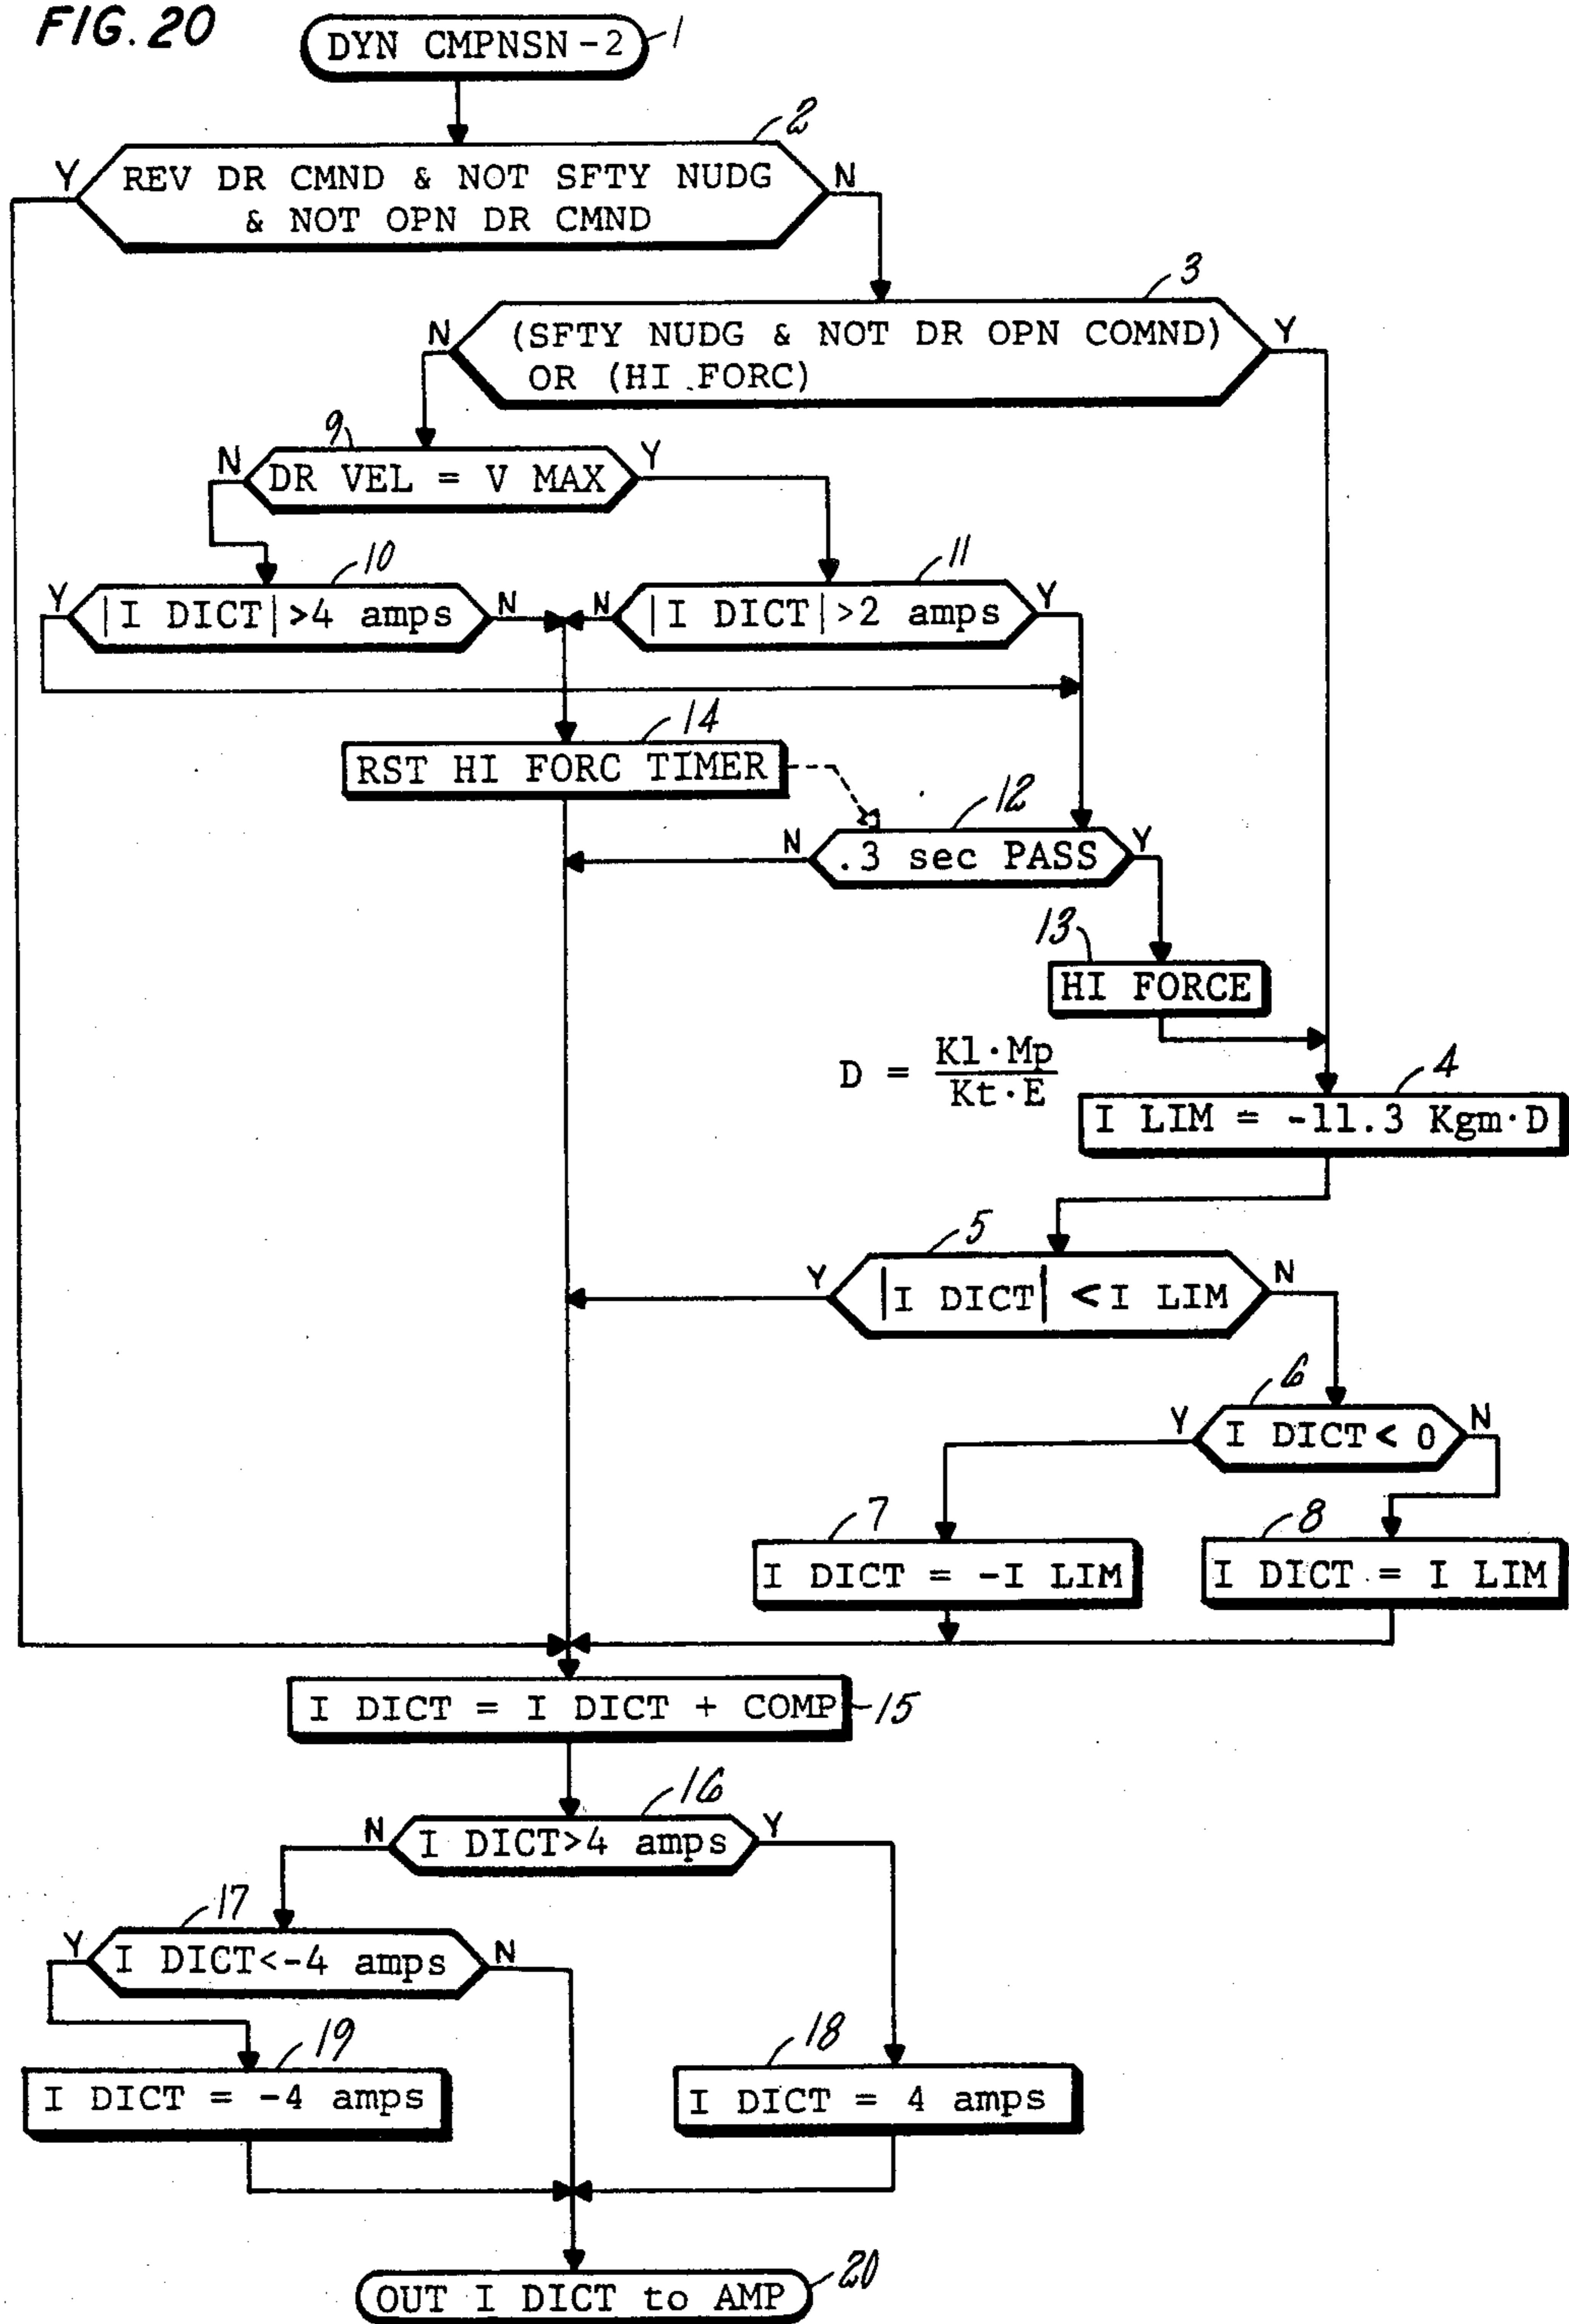 FIG. 20
DYN CMPNSN-2
1
2
Y
REV DR CMND & NOT SFTY NUDG
& NOT OPN DR CMND
N
3
N
(SFTY NUDG & NOT DR OPN COMND)
OR (HI FORC)
Y
9
N
DR VEL = V MAX
Y
10
11
Y
|I DICT|>4 amps
N
N
|I DICT|>2 amps
Y
14
RST HI FORC TIMER
12
N
.3 sec PASS
Y
13
HI FORCE
D = Kl·Mp
Kt·E
4
I LIM = -11.3 Kgm·D
5
Y
|I DICT| < I LIM
N
6
Y
I DICT < 0
N
7
8
I DICT = -I LIM
I DICT = I LIM
I DICT = I DICT + COMP
15
16
N
I DICT>4 amps
Y
17
Y
I DICT<-4 amps
N
19
18
I DICT = -4 amps
I DICT = 4 amps
OUT I DICT to AMP
20